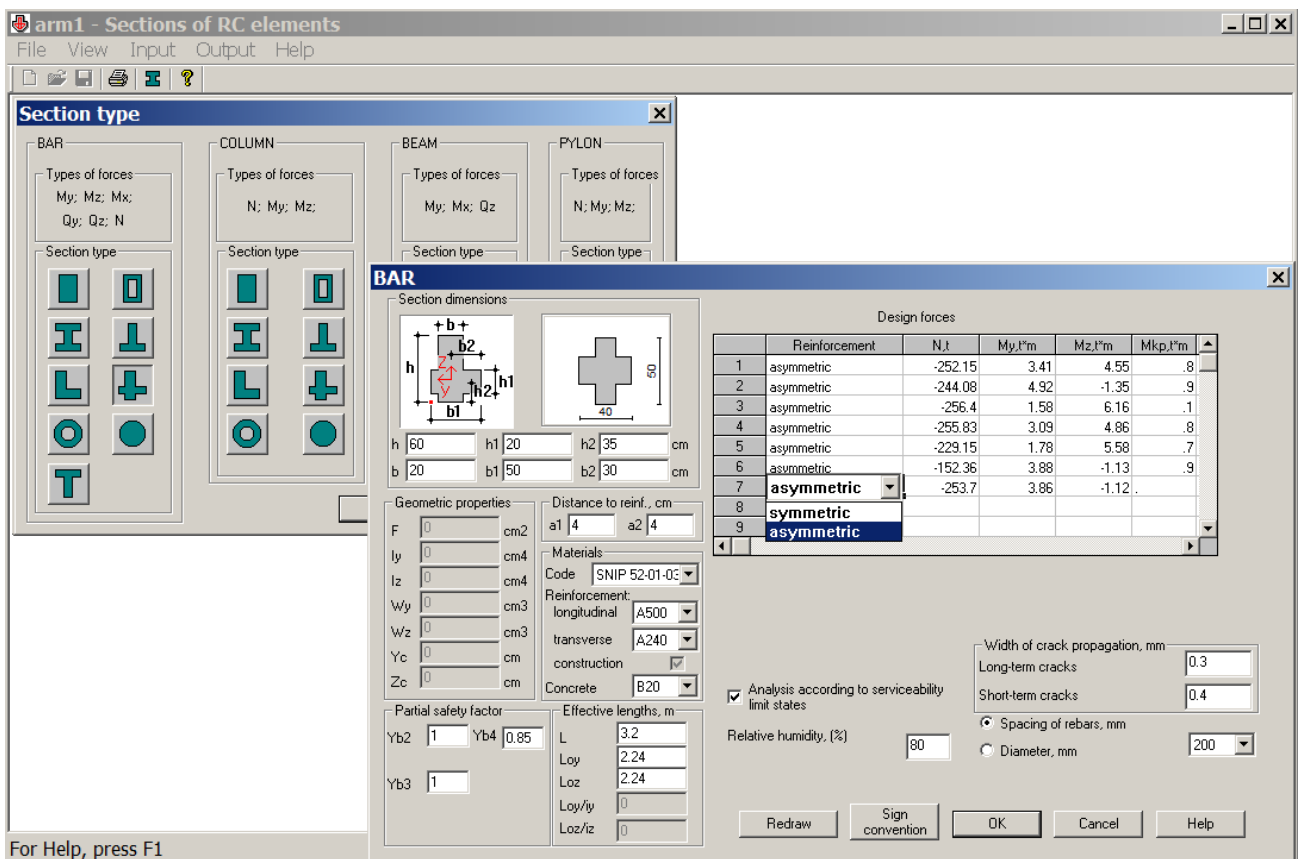 arm1 - Sections of RC elements
File View Input Output Help
Section type
BAR COLUMN BEAM PYLON
Types of forces Types of forces Types of forces Types of forces
My; Mz; Mx;
Qy; Qz; N
N; My; Mz;
My; Mx; Qz
N; My; Mz;
Section type Section type Section type Section type
BAR
Section dimensions
b
b2
h
Z
Y
h1
h2
b1
50
40
h 60 h1 20 h2 35 cm
b 20 b1 50 b2 30 cm
Geometric properties
F 0 cm2
Iy 0 cm4
Iz 0 cm4
Wy 0 cm3
Wz 0 cm3
Yc 0 cm
Zc 0 cm
Distance to reinf., cm
a1 4 a2 4
Materials
Code SNIP 52-01-03
Reinforcement:
longitudinal A500
transverse A240
construction
Concrete B20
Partial safety factor
Yb2 1 Yb4 0.85
Yb3 1
Effective lengths, m
L 3.2
Loy 2.24
Loz 2.24
Loy/iy 0
Loz/iz 0
Design forces
Reinforcement N,t My,t*m Mz,t*m Mkp,t*m
1 asymmetric -252.15 3.41 4.55 .8
2 asymmetric -244.08 4.92 -1.35 .9
3 asymmetric -256.4 1.58 6.16 .1
4 asymmetric -255.83 3.09 4.86 .8
5 asymmetric -229.15 1.78 5.58 .7
6 asymmetric -152.36 3.88 -1.13 .9
7 asymmetric -253.7 3.86 -1.12 .
8 symmetric
9 asymmetric
Analysis according to serviceability
limit states
Relative humidity, (%) 80
Width of crack propagation, mm
Long-term cracks 0.3
Short-term cracks 0.4
Spacing of rebars, mm
Diameter, mm
200
Redraw
Sign
convention
OK Cancel Help
For Help, press F1